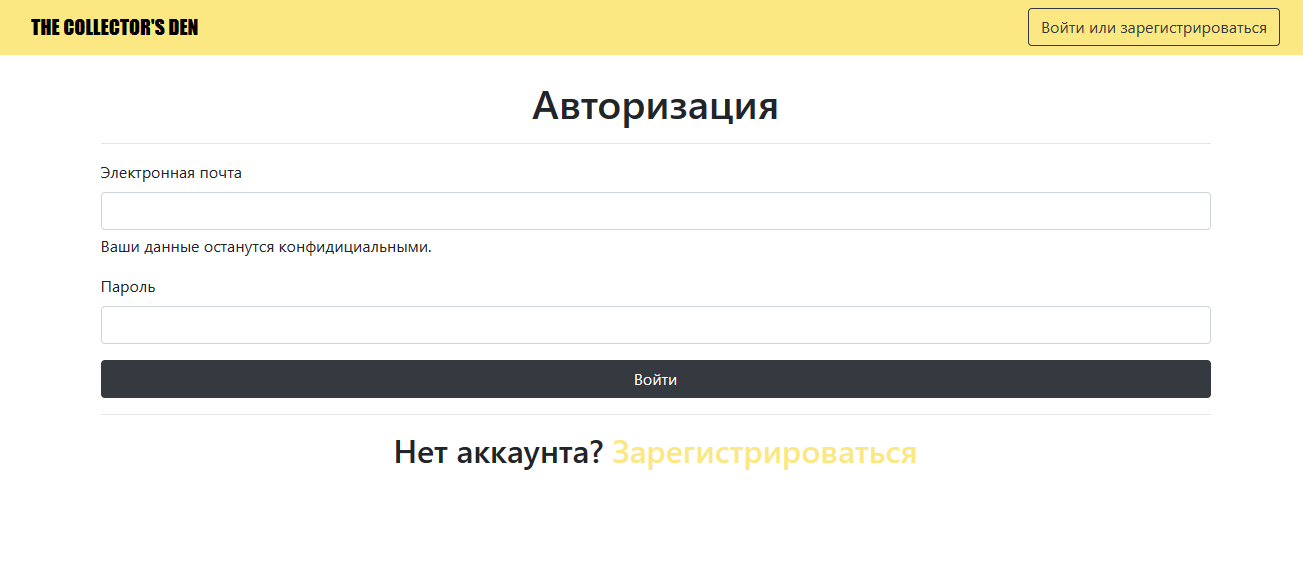 THE COLLECTOR'S DEN
Войти или зарегистрироваться
Авторизация
Электронная почта
Ваши данные останутся конфидициальными.
Пароль
Войти
Нет аккаунта? Зарегистрироваться